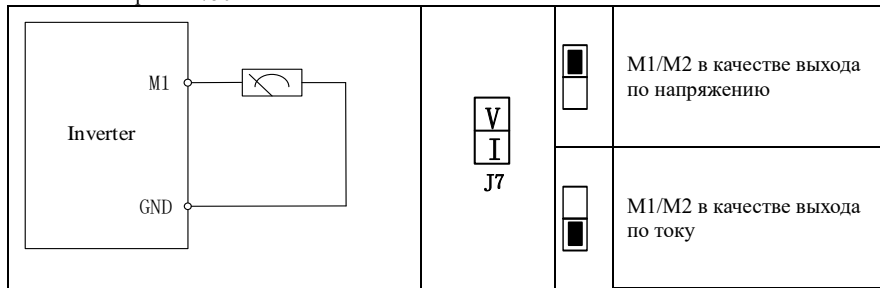 M1
Inverter
GND
V
I
J7
M1/M2 в качестве выхода
по напряжению
M1/M2 в качестве выхода
по току